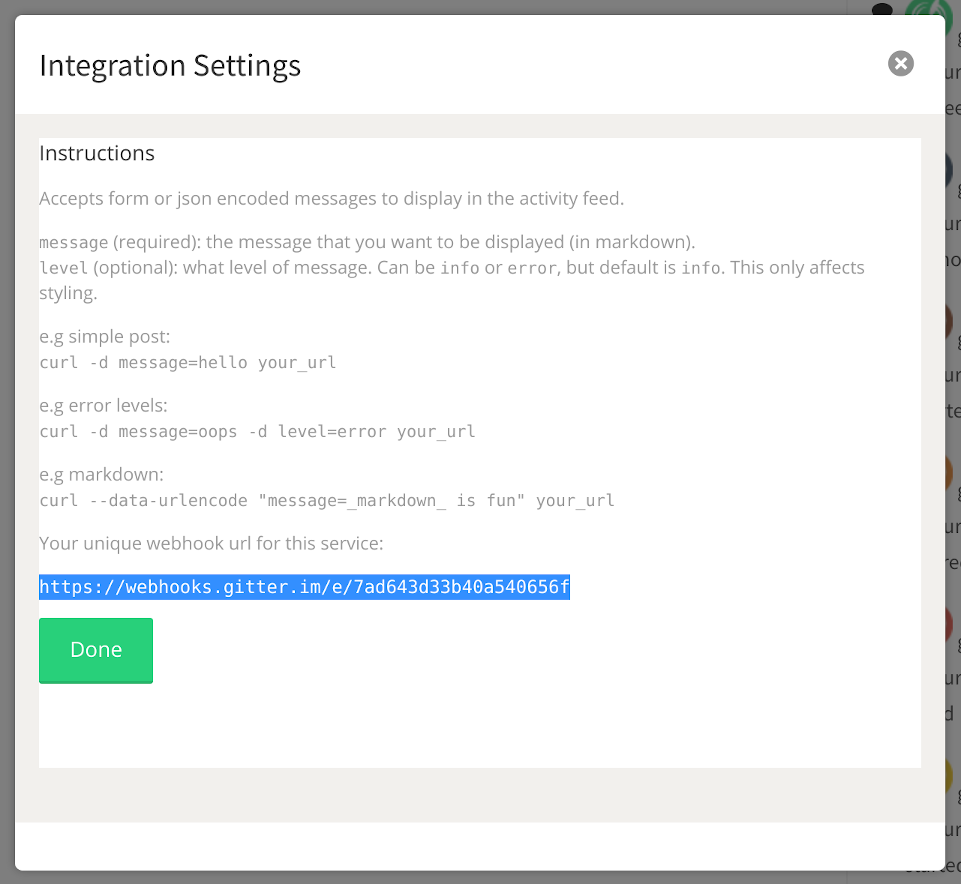 Integration Settings
Instructions
Accepts form or json encoded messages to display in the activity feed.
message (required): the message that you want to be displayed (in markdown).
level (optional): what level of message. Can be info or error, but default is info. This only affects
styling.
e.g simple post:
curl -d message=hello your_url
e.g error levels:
curl -d message=oops -d level=error your_url
e.g markdown:
curl --data-urlencode "message=_markdown_ is fun" your_url
Your unique webhook url for this service:
https://webhooks.gitter.im/e/7ad643d33b40a540656f
Done